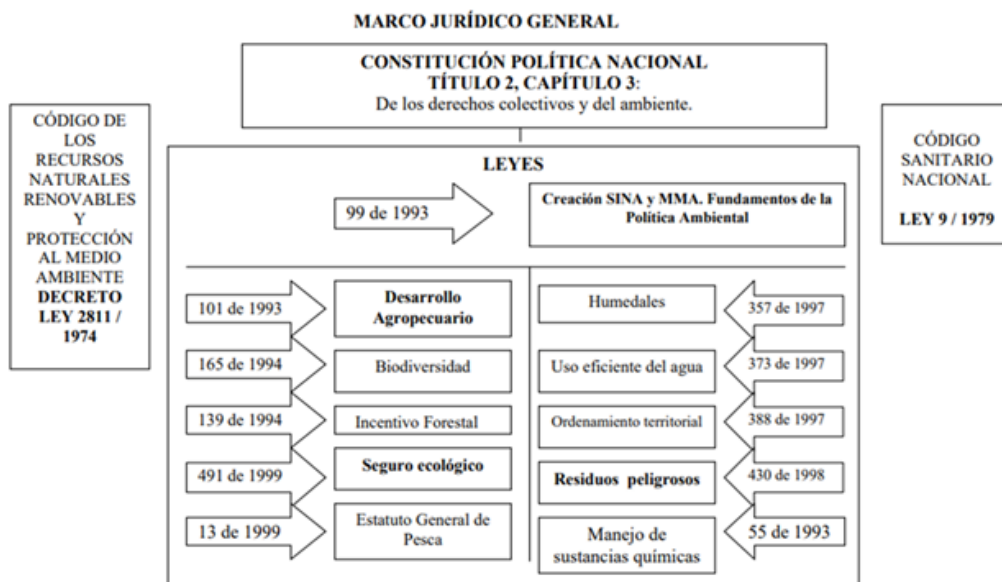 MARCO JURÍDICO GENERAL
CONSTITUCIÓN POLÍTICA NACIONAL
TÍTULO 2, CAPÍTULO 3:
De los derechos colectivos y del ambiente.
CÓDIGO DE
LOS
RECURSOS
NATURALES
RENOVABLES
Y
PROTECCIÓN
AL MEDIO
AMBIENTE
DECRETO
LEY 2811 /
1974
LEYES
99 de 1993
Creación SINA y MMA. Fundamentos de la
Política Ambiental
101 de 1993
Desarrollo
Agropecuario
165 de 1994
Biodiversidad
139 de 1994
Incentivo Forestal
491 de 1999
Seguro ecológico
13 de 1999
Estatuto General de
Pesca
Humedales
357 de 1997
Uso eficiente del agua
373 de 1997
Ordenamiento territorial
388 de 1997
Residuos peligrosos
430 de 1998
Manejo de
sustancias químicas
55 de 1993
CÓDIGO
SANITARIO
NACIONAL
LEY 9 / 1979